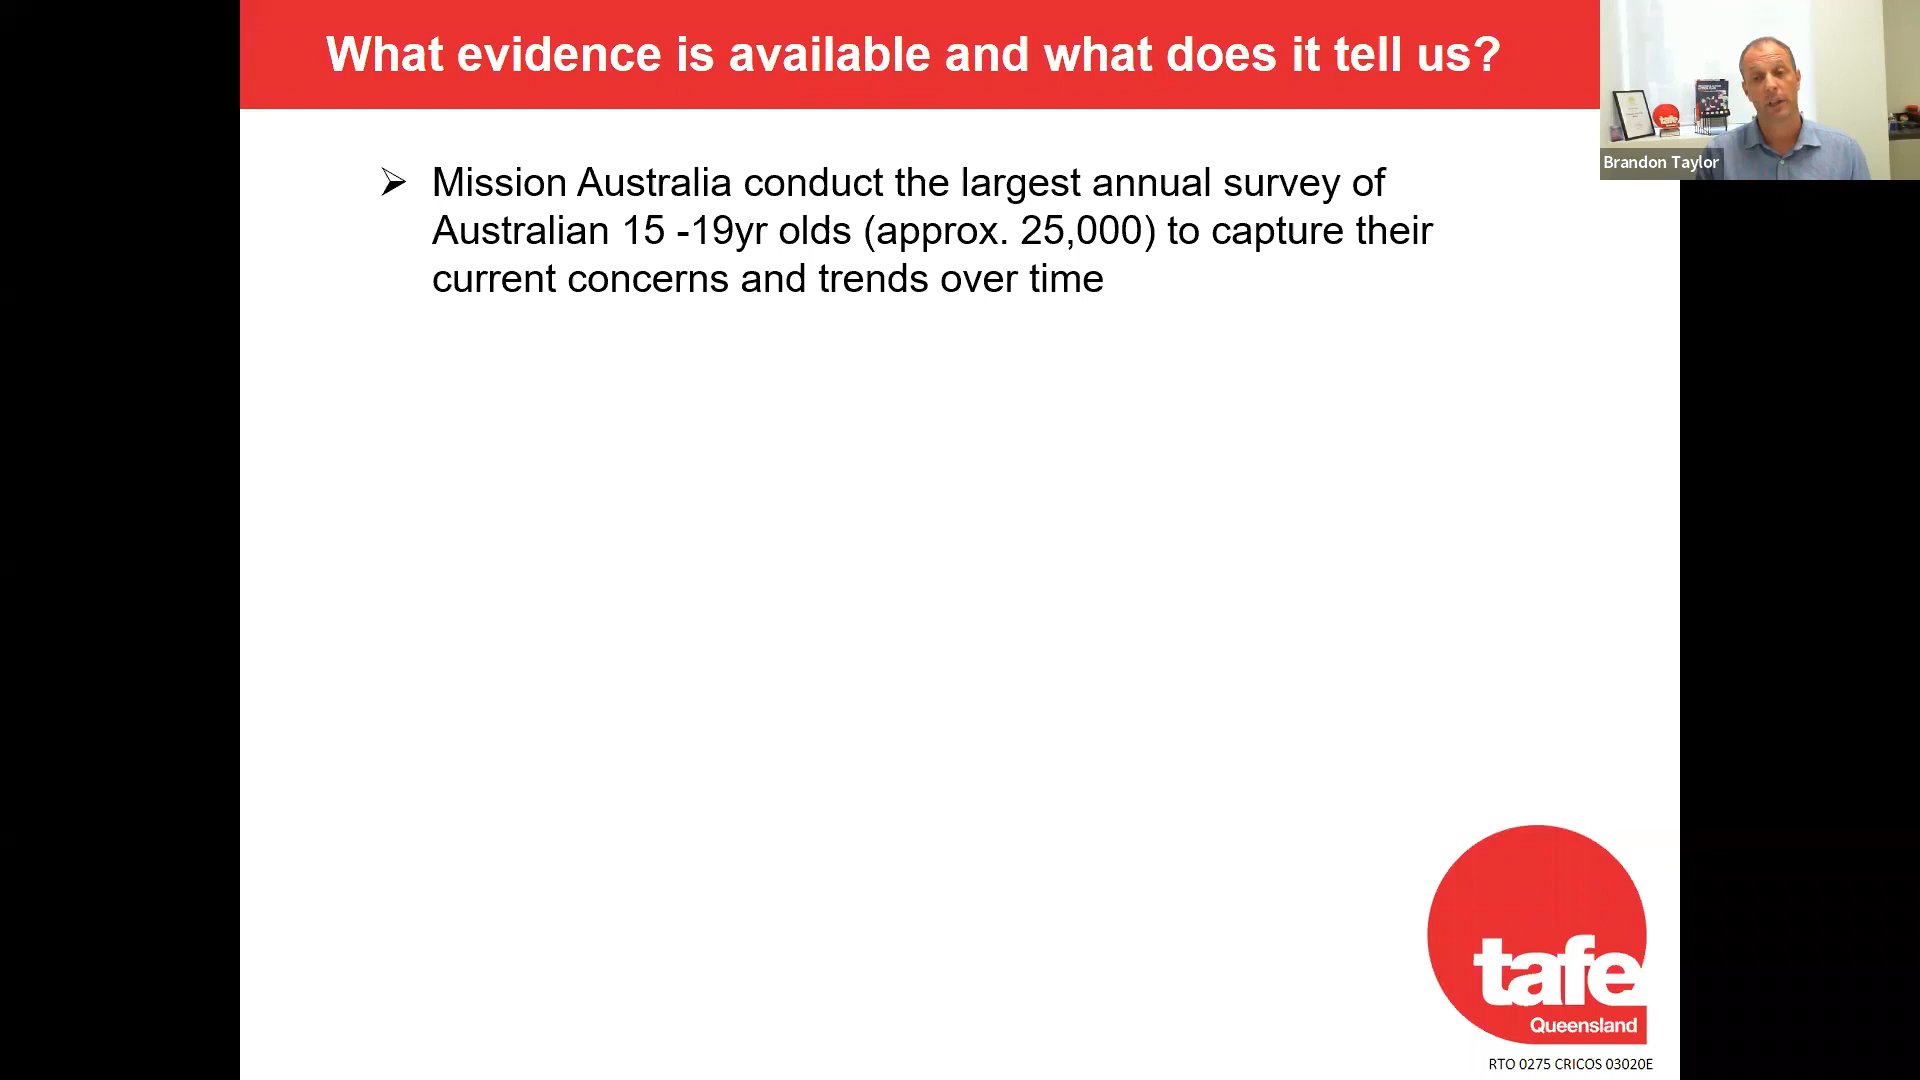 What evidence is available and what does it tell us?
➢ Mission Australia conduct the largest annual survey of
Australian 15 -19yr olds (approx. 25,000) to capture their
current concerns and trends over time
tafe
Brandon Taylor
tafe
Queensland
RTO 0275 CRICOS 03020E